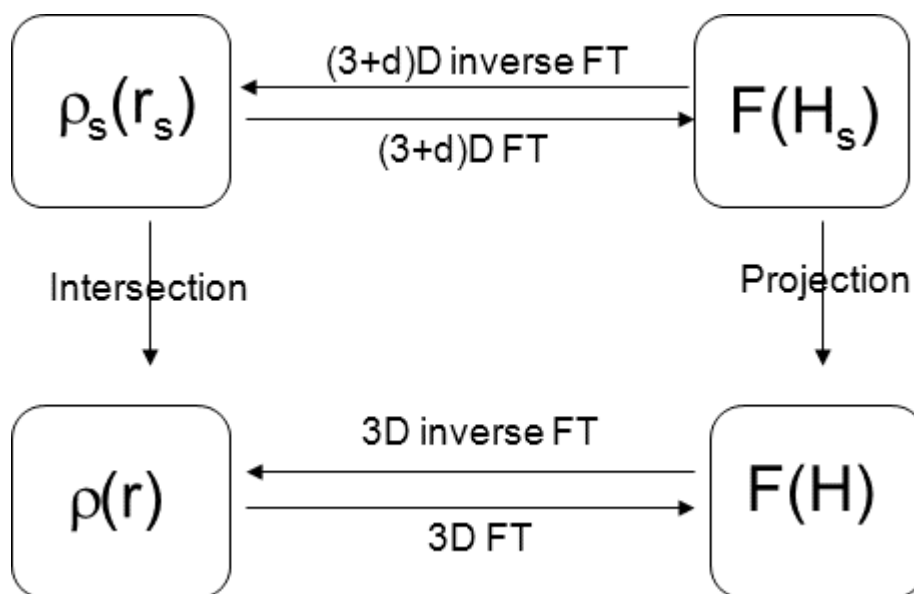 (3+d)D inverse FT
ρs(rs)
F(Hs)
(3+d)D FT
Intersection
Projection
3D inverse FT
ρ(r)
F(H)
3D FT